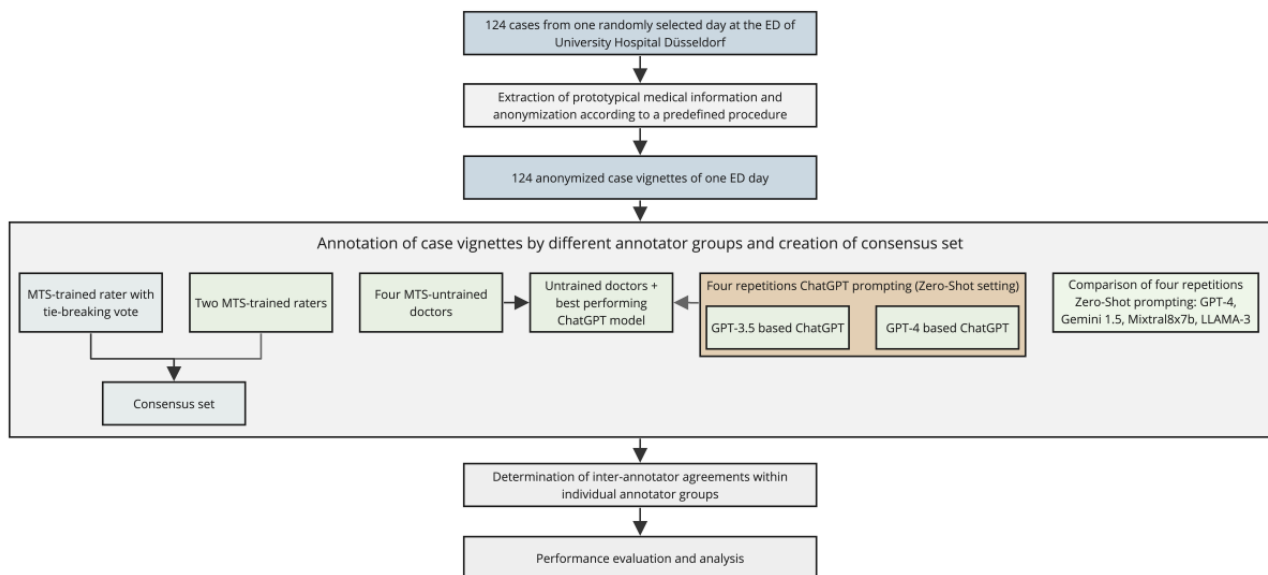 124 cases from one randomly selected day at the ED of
University Hospital Düsseldorf
Extraction of prototypical medical information and
anonymization according to a predefined procedure
124 anonymized case vignettes of one ED day
Annotation of case vignettes by different annotator groups and creation of consensus set
MTS-trained rater with
tie-breaking vote
Two MTS-trained raters
Four MTS-untrained
doctors
Untrained doctors +
best performing
ChatGPT model
Four repetitions ChatGPT prompting (Zero-Shot setting)
GPT-3.5 based ChatGPT
GPT-4 based ChatGPT
Comparison of four repetitions
Zero-Shot prompting: GPT-4,
Gemini 1.5, Mixtral8x7b, LLAMA-3
Consensus set
Determination of inter-annotator agreements within
individual annotator groups
Performance evaluation and analysis